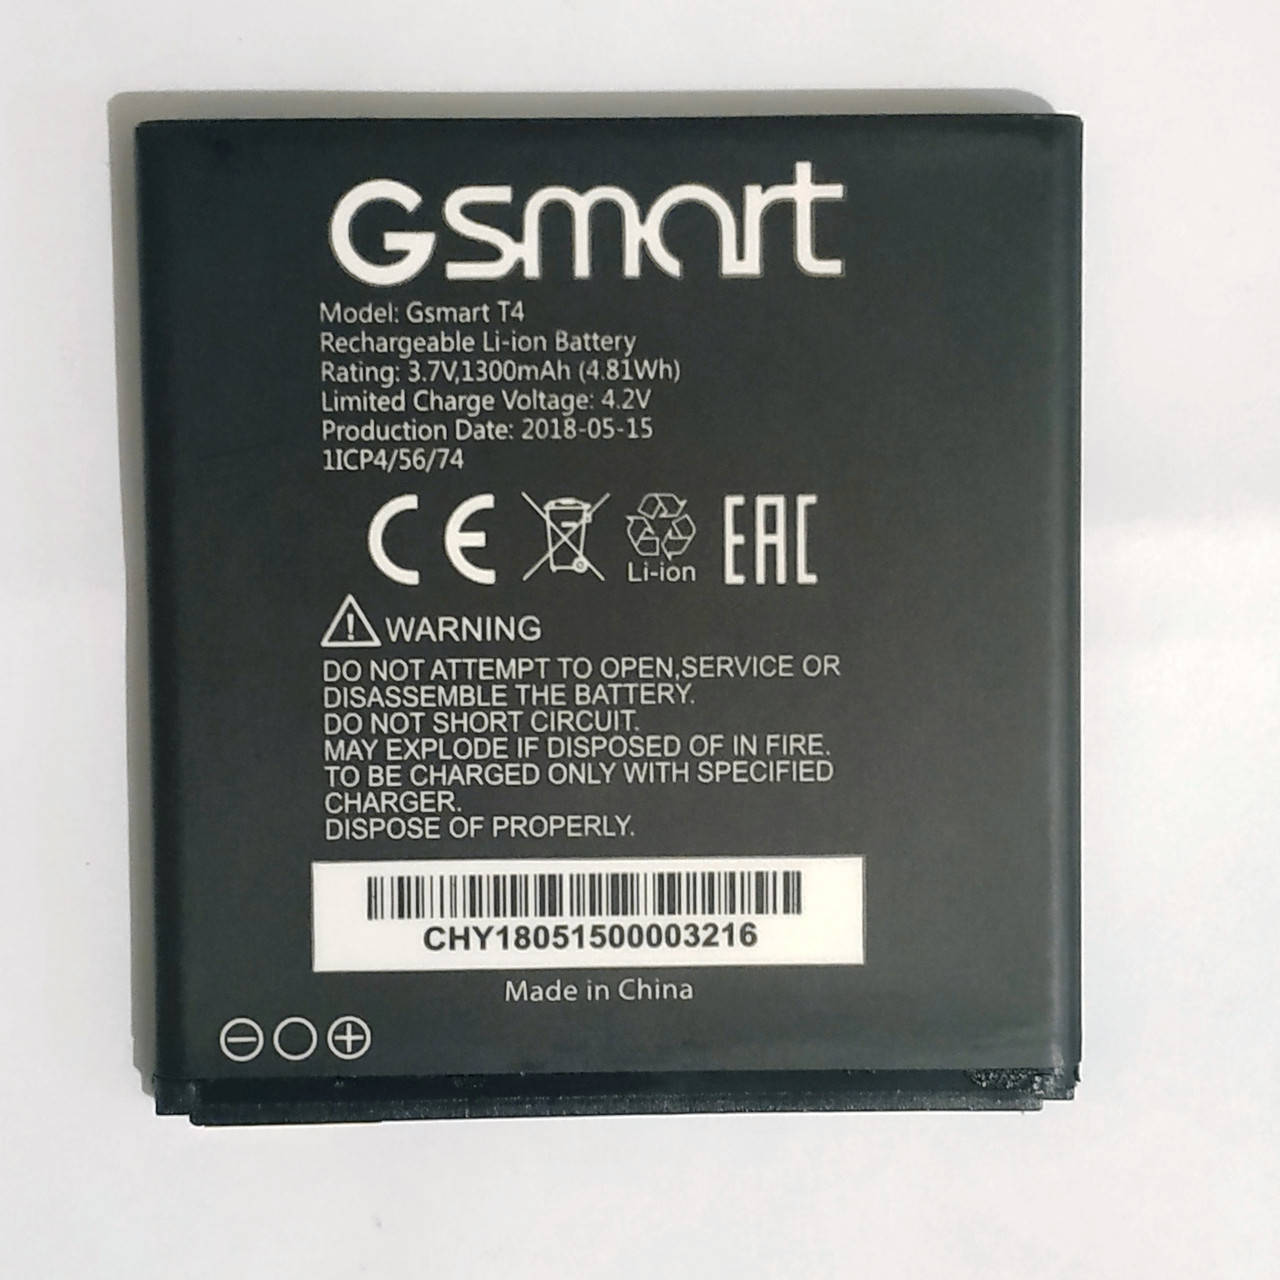 Gsmart
Model: Gsmart T4
Rechargeable Li-ion Battery
Rating: 3.7V,1300mAh (4.81Wh)
Limited Charge Voltage: 4.2V
Production Date: 2018-05-15
1ICP4/56/74
CE
Li-ion
EAC
WARNING
DO NOT ATTEMPT TO OPEN,SERVICE OR
DISASSEMBLE THE BATTERY.
DO NOT SHORT CIRCUIT.
MAY EXPLODE IF DISPOSED OF IN FIRE.
TO BE CHARGED ONLY WITH SPECIFIED
CHARGER.
DISPOSE OF PROPERLY.
CHY18051500003216
Made in China